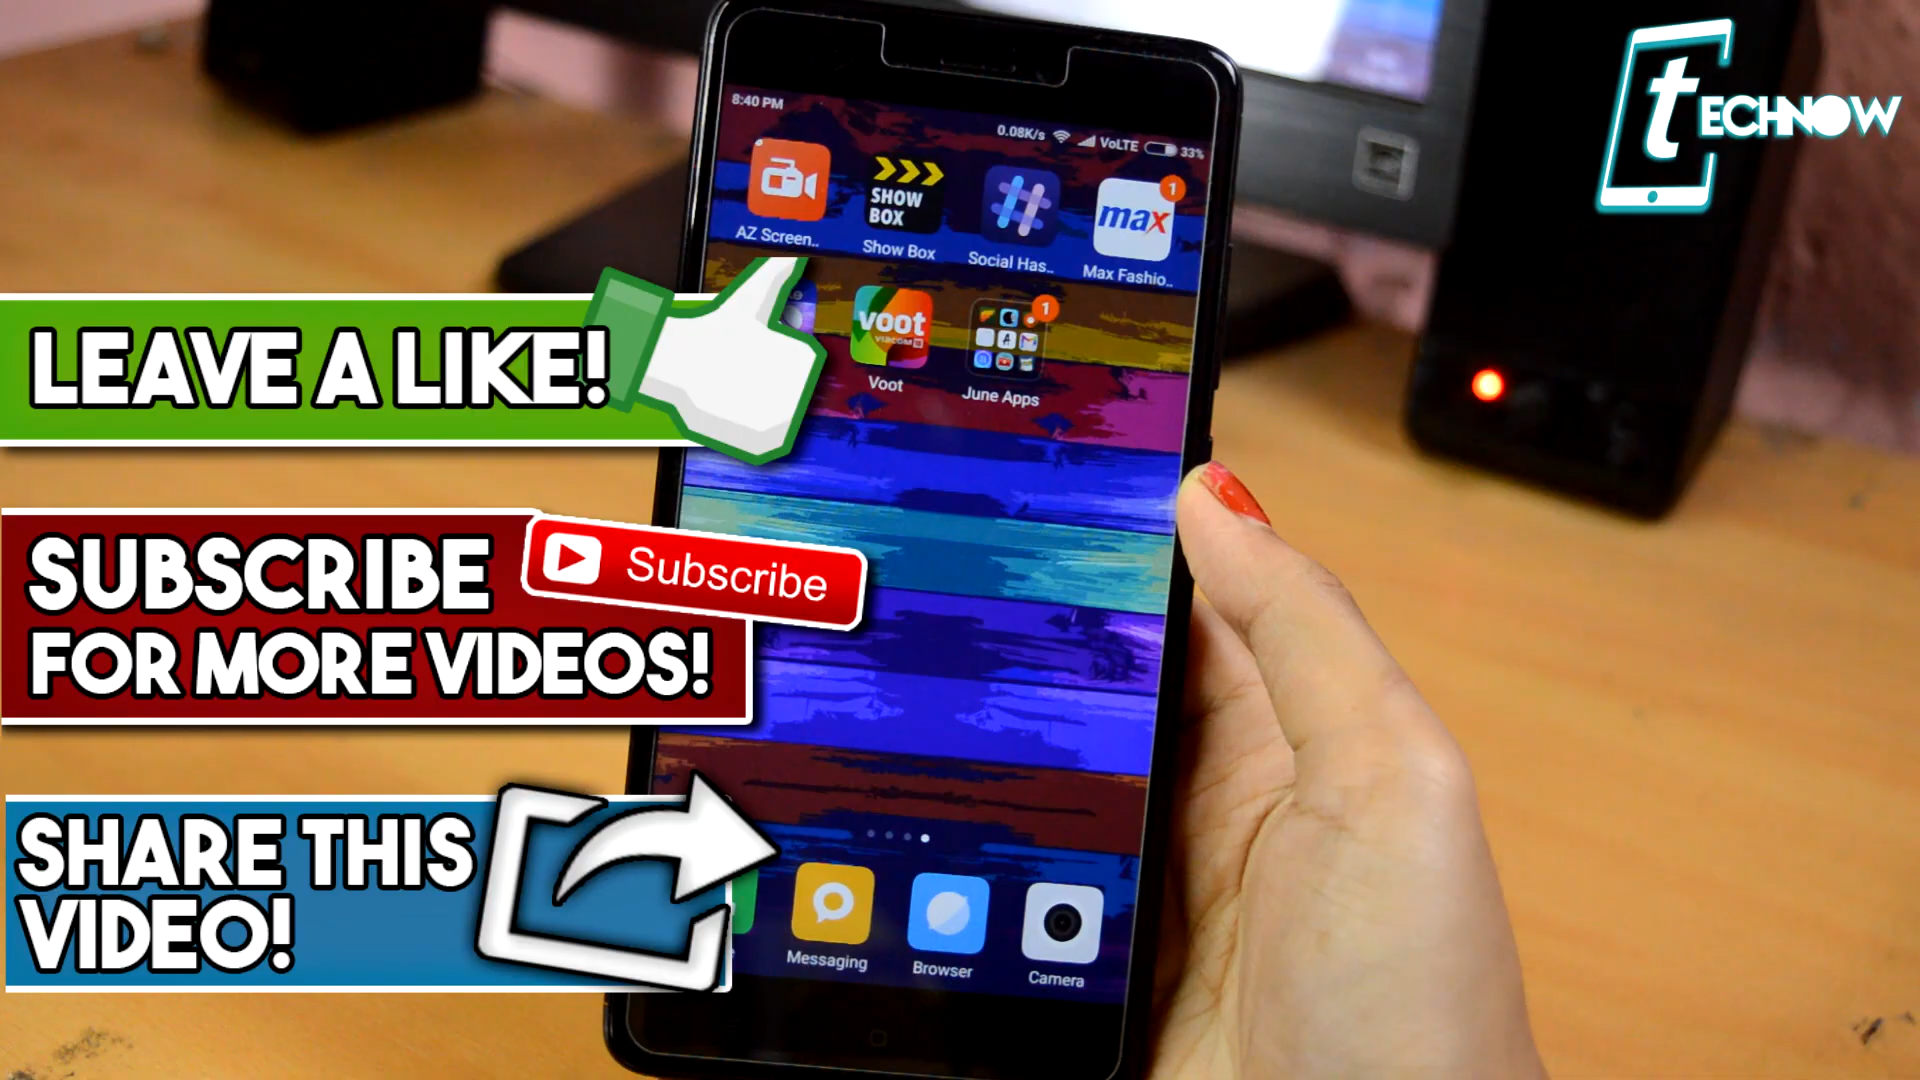 8:40 PM
0.08K/s VoLTE 33%
tECHNOW
SHOW
BOX
max
1
AZ Screen..
Show Box
Social Has..
Max Fashio..
LEAVE A LIKE!
voot
VIACOM18
1
Voot
June Apps
SUBSCRIBE
Subscribe
FOR MORE VIDEOS!
SHARE THIS
VIDEO!
Messaging
Browser
Camera